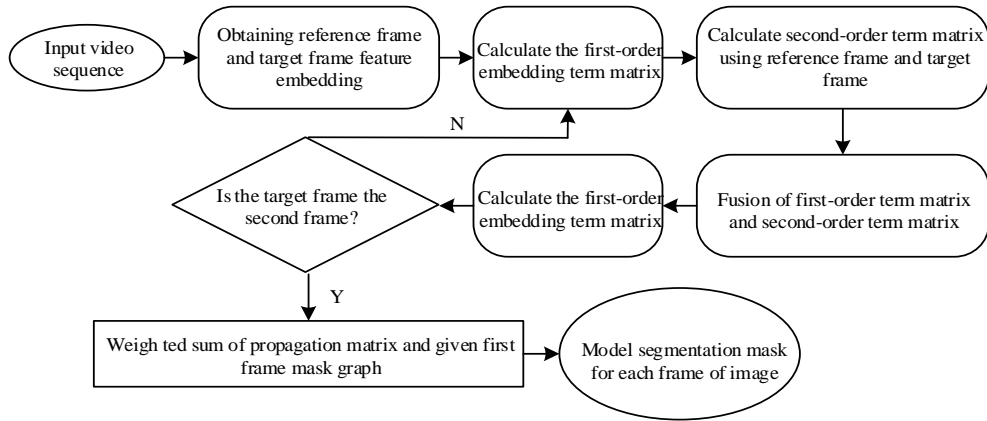 Input video
sequence
Obtaining reference frame
and target frame feature
embedding
Calculate the first-order
embedding term matrix
Calculate second-order term matrix
using reference frame and target
frame
N
Is the target frame the
second frame?
Calculate the first-order
embedding term matrix
Fusion of first-order term matrix
and second-order term matrix
Y
Weigh ted sum of propagation matrix and given first
frame mask graph
Model segmentation mask
for each frame of image